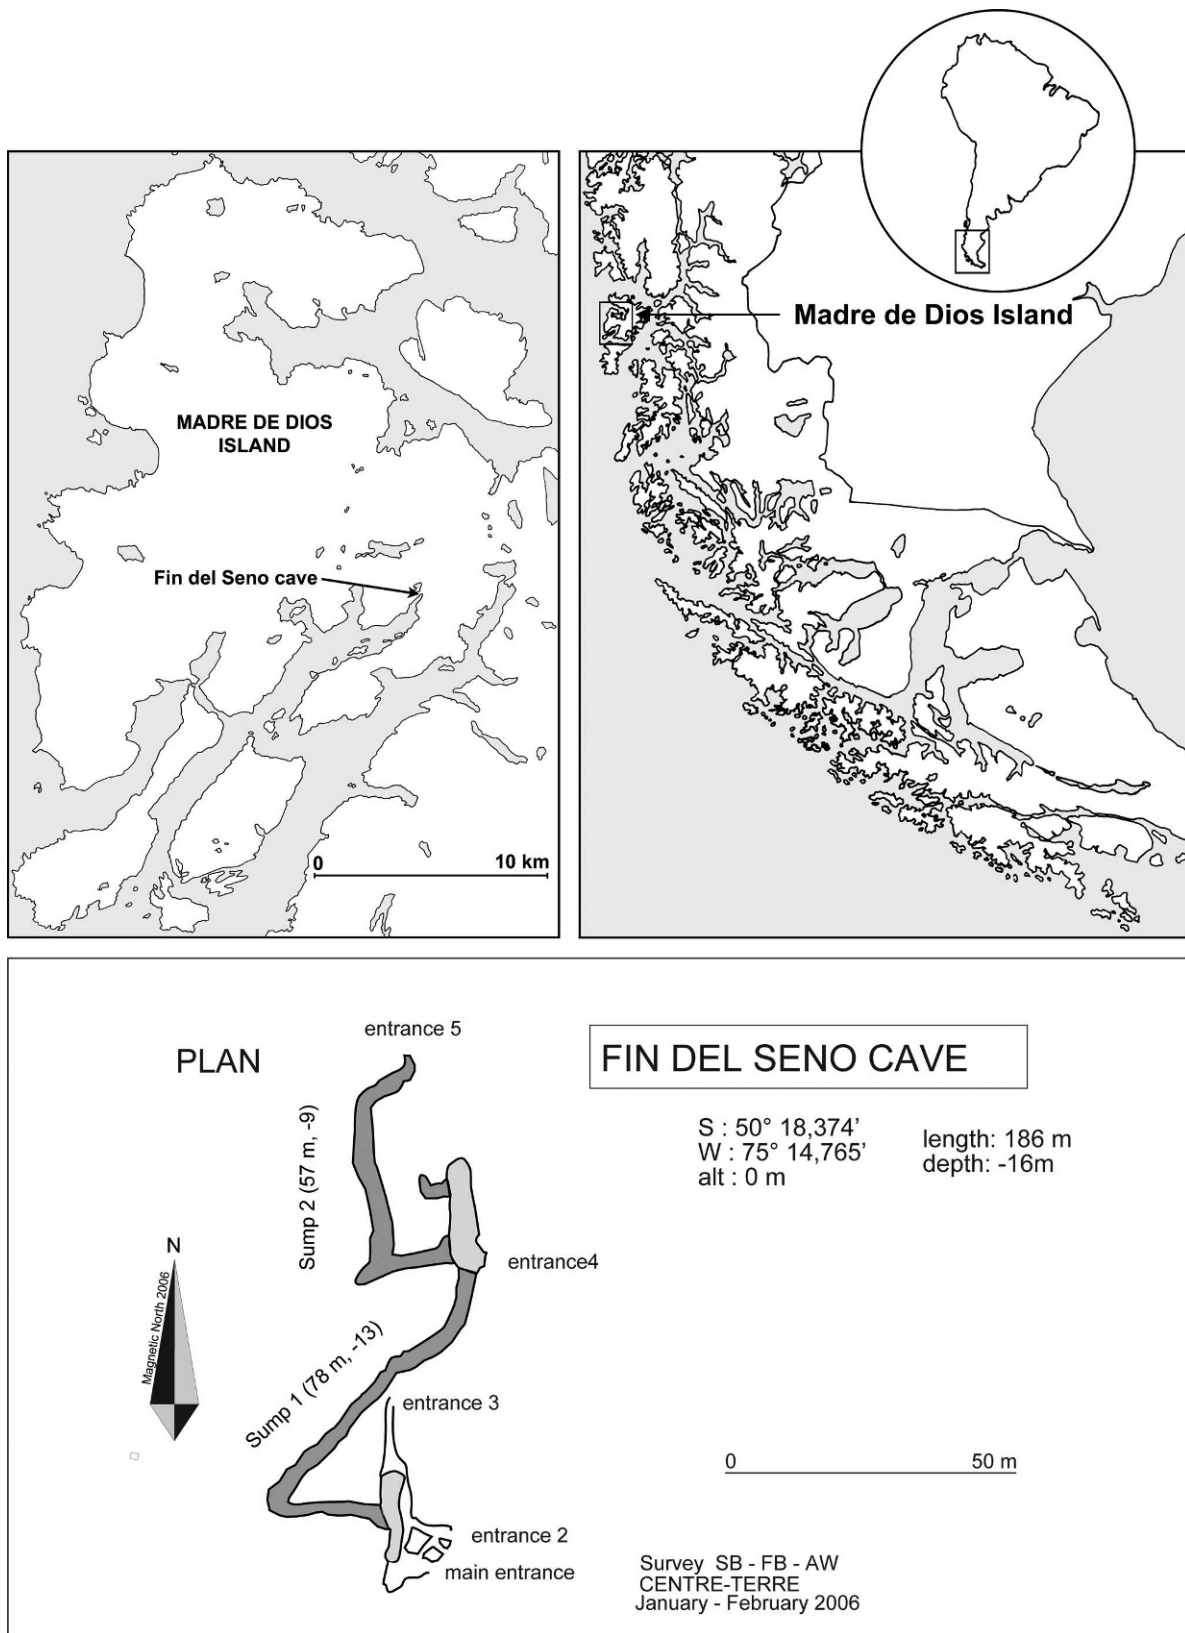 Madre de Dios Island
MADRE DE DIOS
ISLAND
Fin del Seno cave
0
10 km
PLAN
FIN DEL SENO CAVE
S : 50° 18,374’
W : 75° 14,765’
alt : 0 m
length: 186 m
depth: -16m
entrance 5
Sump 2 (57 m, -9)
entrance4
N
Magnetic North 2006
Sump 1 (78 m, -13)
entrance 3
entrance 2
main entrance
0
50 m
Survey SB - FB - AW
CENTRE-TERRE
January - February 2006